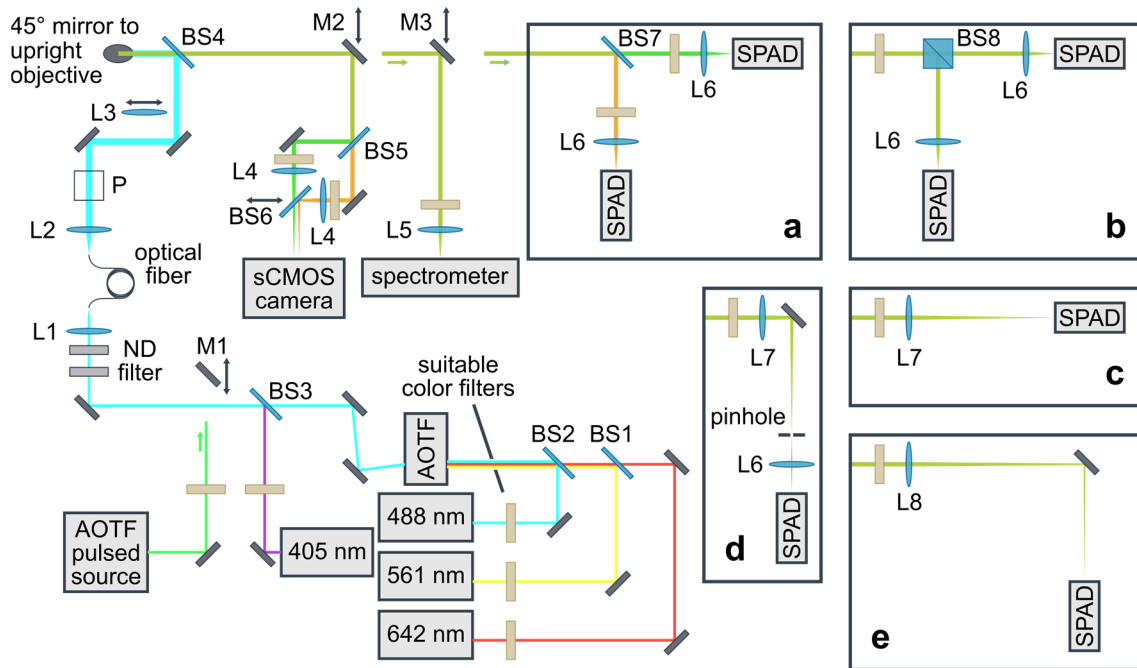 45° mirror to
upright
objective
BS4
M2
M3
BS7
SPAD
L6
L6
SPAD
a
BS8
SPAD
L6
L6
SPAD
b
L3
P
L2
BS5
L4
BS6
L4
L5
sCMOS
camera
spectrometer
optical
fiber
L1
ND
filter
M1
BS3
suitable
color filters
AOTF
BS2
BS1
488 nm
561 nm
642 nm
405 nm
AOTF
pulsed
source
L7
pinhole
L6
SPAD
d
L7
SPAD
c
L8
SPAD
e